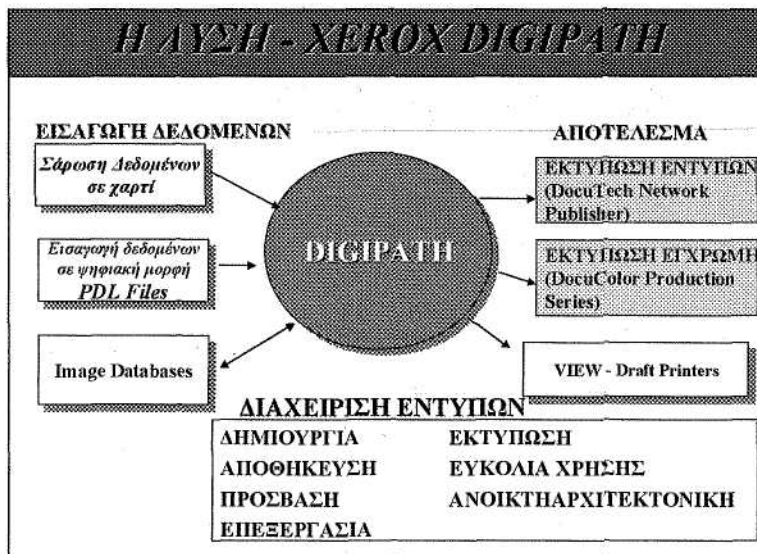 Η ΛΥΣΗ - XEROX DIGIPATH
ΕΙΣΑΓΩΓΗ ΔΕΔΟΜΕΝΩΝ
Σάρωση Δεδομένων
σε χαρτί
Εισαγωγή δεδομένων
σε ψηφιακή μορφή
PDL Files
Image Databases
DIGIPATH
ΑΠΟΤΕΛΕΣΜΑ
ΕΚΤΥΠΩΣΗ ΕΝΤΥΠΩΝ
(DocuTech Network
Publisher)
ΕΚΤΥΠΩΣΗ ΕΓΧΡΩΜΗ
(DocuColor Production
Series)
VIEW - Draft Printers
ΔΙΑΧΕΙΡΙΣΗ ΕΝΤΥΠΩΝ
ΔΗΜΙΟΥΡΓΙΑ
ΑΠΟΘΗΚΕΥΣΗ
ΠΡΟΣΒΑΣΗ
ΕΠΕΞΕΡΓΑΣΙΑ
ΕΚΤΥΠΩΣΗ
ΕΥΚΟΛΙΑ ΧΡΗΣΗΣ
ΑΝΟΙΚΤΗΑΡΧΙΤΕΚΤΟΝΙΚΗ